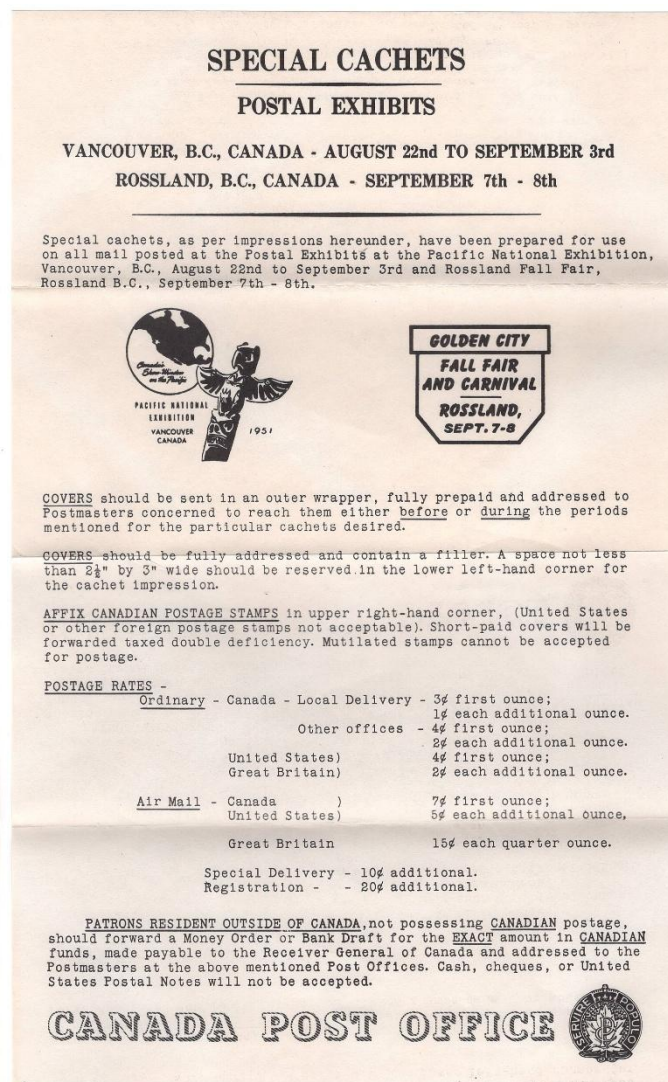 SPECIAL CACHETS
POSTAL EXHIBITS
VANCOUVER, B.C., CANADA - AUGUST 22nd TO SEPTEMBER 3rd
ROSSLAND, B.C., CANADA - SEPTEMBER 7th - 8th
Special cachets, as per impressions hereunder, have been prepared for use
on all mail posted at the Postal Exhibits at the Pacific National Exhibition,
Vancouver, B.C., August 22nd to September 3rd and Rossland Fall Fair,
Rossland B.C., September 7th - 8th.
Canada's
Show-Window
on the Pacific
PACIFIC NATIONAL
EXHIBITION
VANCOUVER
CANADA
1951
GOLDEN CITY
FALL FAIR
AND CARNIVAL
ROSSLAND,
SEPT. 7-8
COVERS should be sent in an outer wrapper, fully prepaid and addressed to
Postmasters concerned to reach them either before or during the periods
mentioned for the particular cachets desired.
COVERS should be fully addressed and contain a filler. A space not less
than 2½" by 3" wide should be reserved in the lower left-hand corner for
the cachet impression.
AFFIX CANADIAN POSTAGE STAMPS in upper right-hand corner, (United States
or other foreign postage stamps not acceptable). Short-paid covers will be
forwarded taxed double deficiency. Mutilated stamps cannot be accepted
for postage.
POSTAGE RATES -
Ordinary - Canada - Local Delivery - 3¢ first ounce;
1¢ each additional ounce.
Other offices - 4¢ first ounce;
2¢ each additional ounce.
United States) 4¢ first ounce;
Great Britain) 2¢ each additional ounce.
Air Mail - Canada ) 7¢ first ounce;
United States) 5¢ each additional ounce,
Great Britain 15¢ each quarter ounce.
Special Delivery - 10¢ additional.
Registration - - 20¢ additional.
PATRONS RESIDENT OUTSIDE OF CANADA, not possessing CANADIAN postage,
should forward a Money Order or Bank Draft for the EXACT amount in CANADIAN
funds, made payable to the Receiver General of Canada and addressed to the
Postmasters at the above mentioned Post Offices. Cash, cheques, or United
States Postal Notes will not be accepted.
CANADA POST OFFICE
SERVIRE POPULO